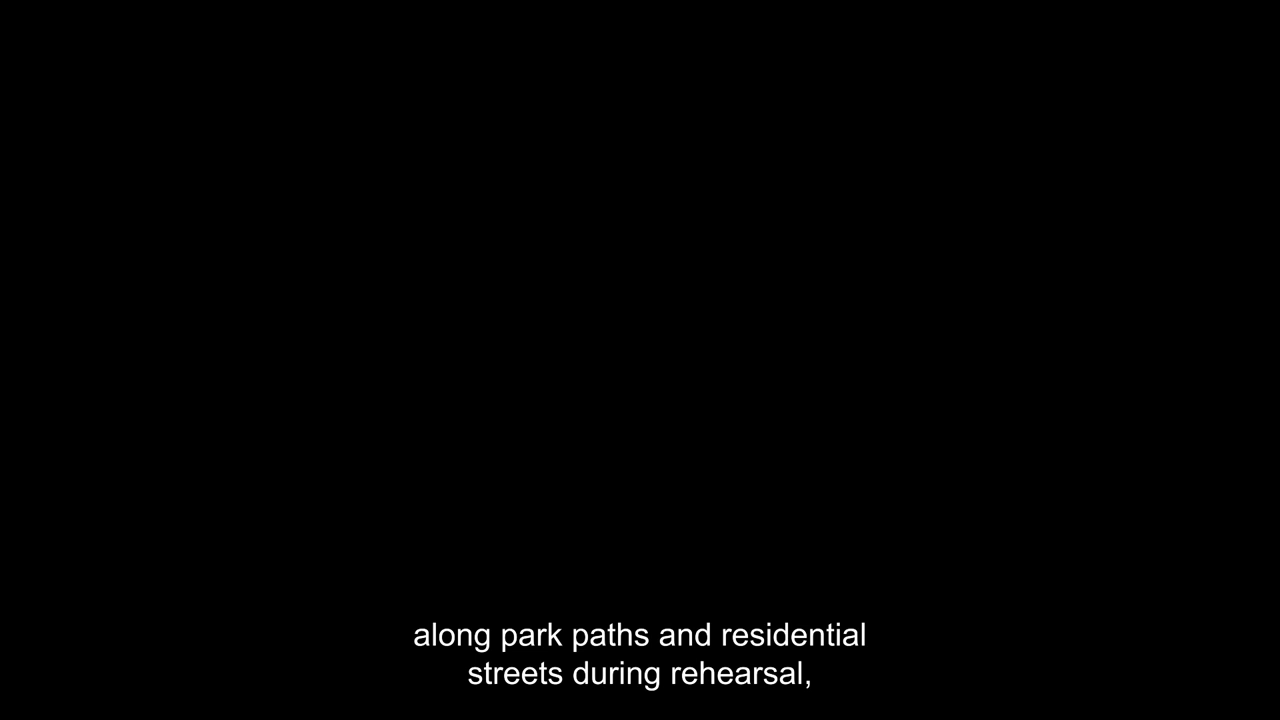 along park paths and residential
streets during rehearsal,